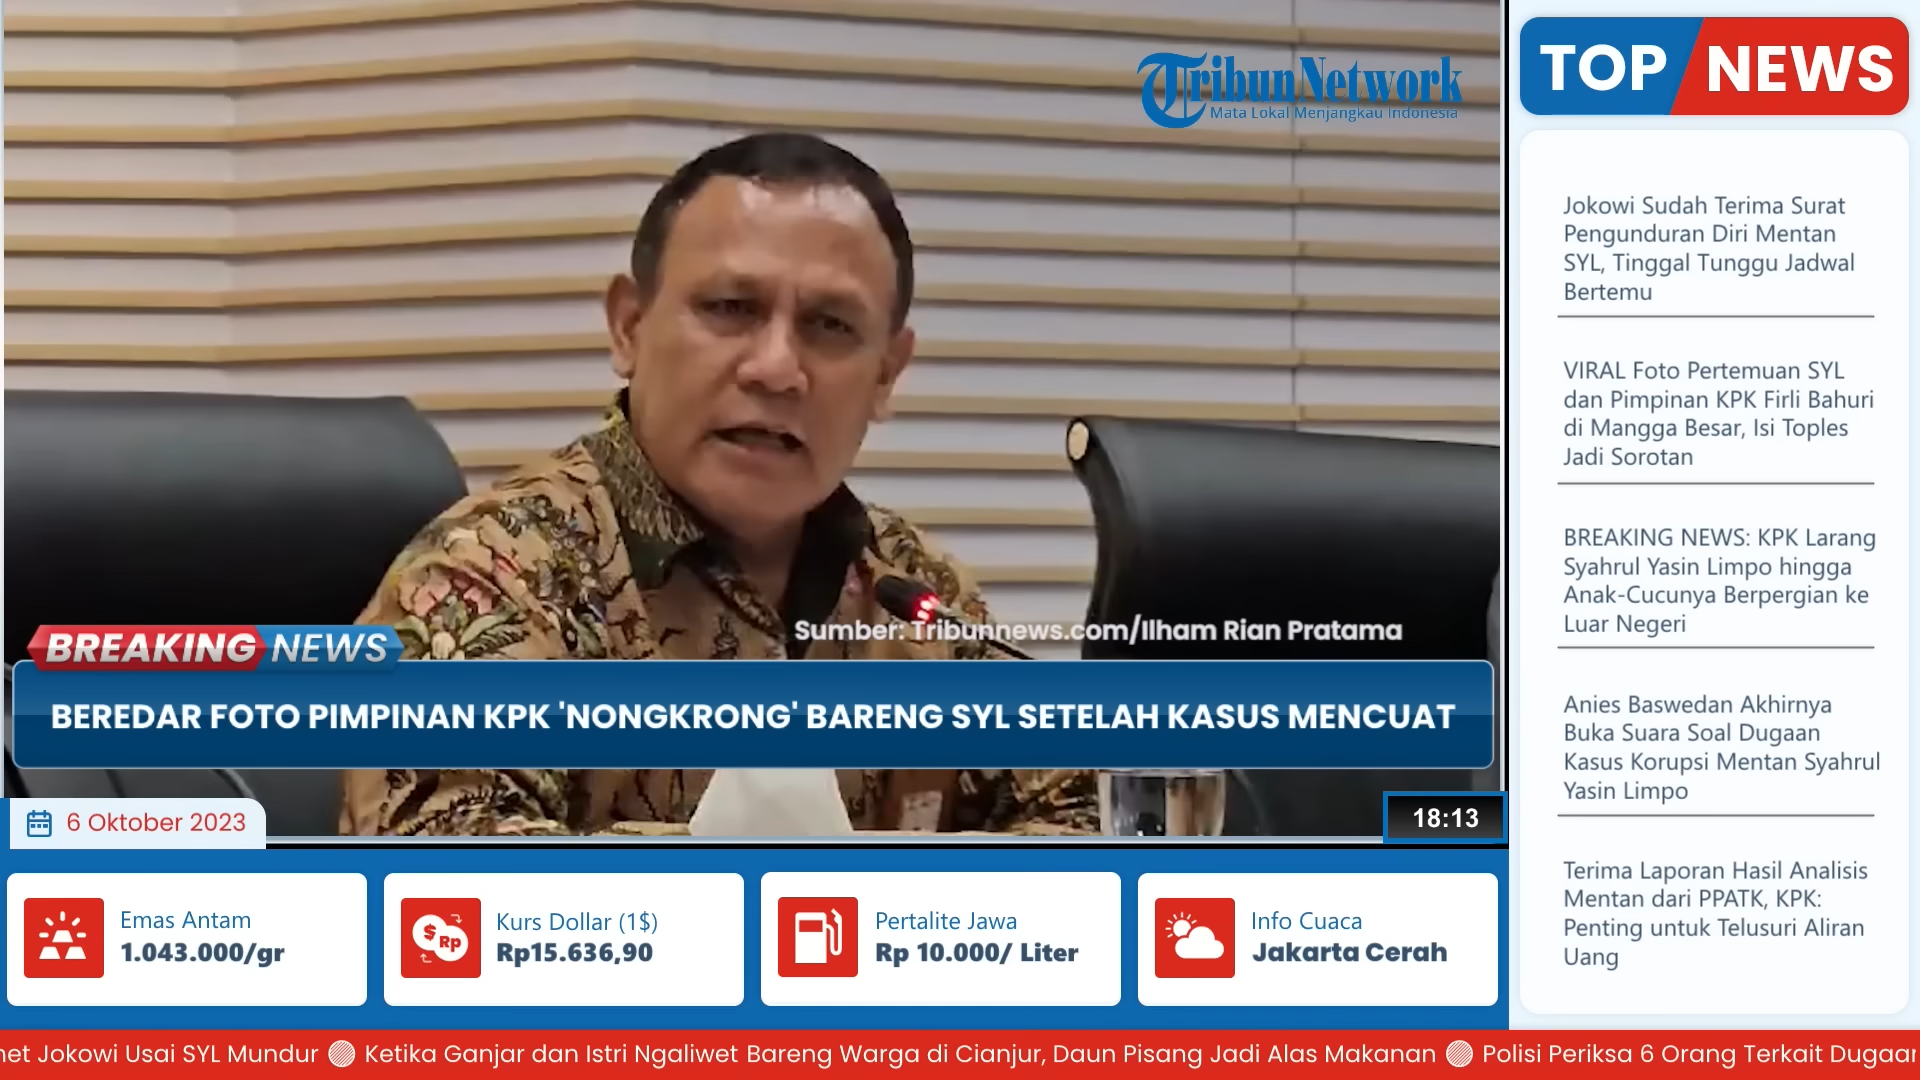 TribunNetwork
Mata Lokal Menjangkau Indonesia
Sumber: Tribunnews.com/Ilham Rian Pratama
BREAKING NEWS
BEREDAR FOTO PIMPINAN KPK 'NONGKRONG' BARENG SYL SETELAH KASUS MENCUAT
6 Oktober 2023
18:13
Emas Antam
1.043.000/gr
Kurs Dollar (1$)
Rp15.636,90
Pertalite Jawa
Rp 10.000/ Liter
Info Cuaca
Jakarta Cerah
$ Rp
TOP NEWS
Jokowi Sudah Terima Surat
Pengunduran Diri Mentan
SYL, Tinggal Tunggu Jadwal
Bertemu
VIRAL Foto Pertemuan SYL
dan Pimpinan KPK Firli Bahuri
di Mangga Besar, Isi Toples
Jadi Sorotan
BREAKING NEWS: KPK Larang
Syahrul Yasin Limpo hingga
Anak-Cucunya Berpergian ke
Luar Negeri
Anies Baswedan Akhirnya
Buka Suara Soal Dugaan
Kasus Korupsi Mentan Syahrul
Yasin Limpo
Terima Laporan Hasil Analisis
Mentan dari PPATK, KPK:
Penting untuk Telusuri Aliran
Uang
Jokowi Usai SYL Mundur Ketika Ganjar dan Istri Ngaliwet Bareng Warga di Cianjur, Daun Pisang Jadi Alas Makanan Polisi Periksa 6 Orang Terkait